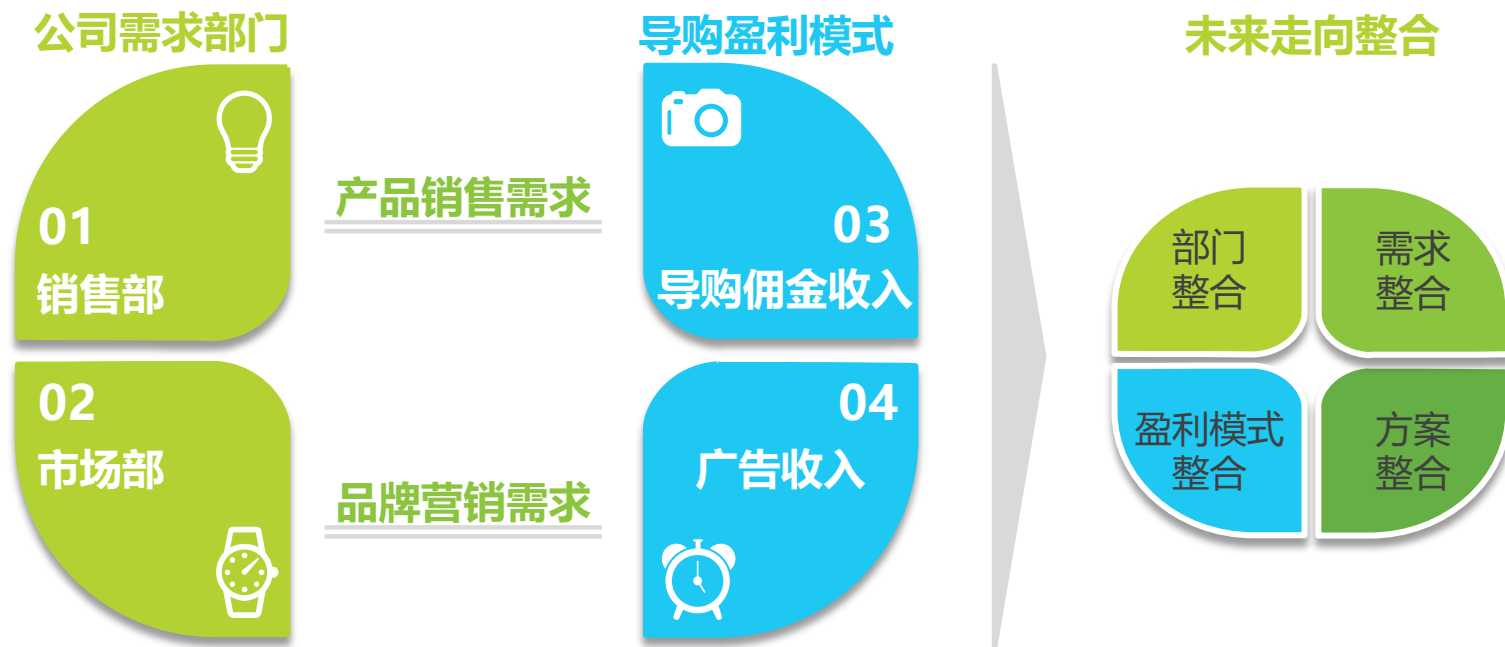 公司需求部门
导购盈利模式
未来走向整合
01
销售部
产品销售需求
03
导购佣金收入
02
市场部
品牌营销需求
04
广告收入
部门
整合
需求
整合
盈利模式
整合
方案
整合